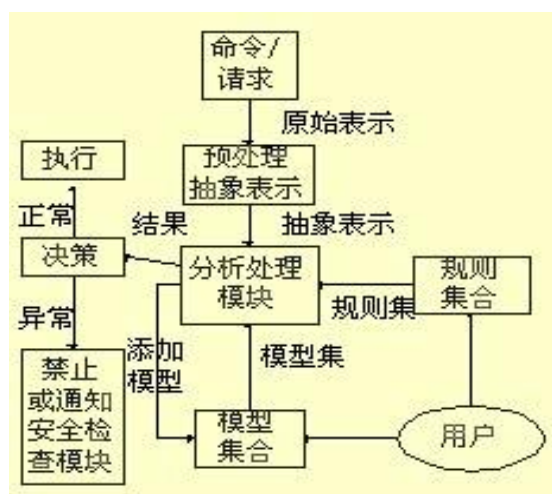 命令/
请求
原始表示
预处理
抽象表示
执行
正常
结果
抽象表示
决策
分析处理
模块
规则
集合
规则集
异常
添加
模型
模型集
禁止
或通知
安全检
查模块
模型
集合
用户